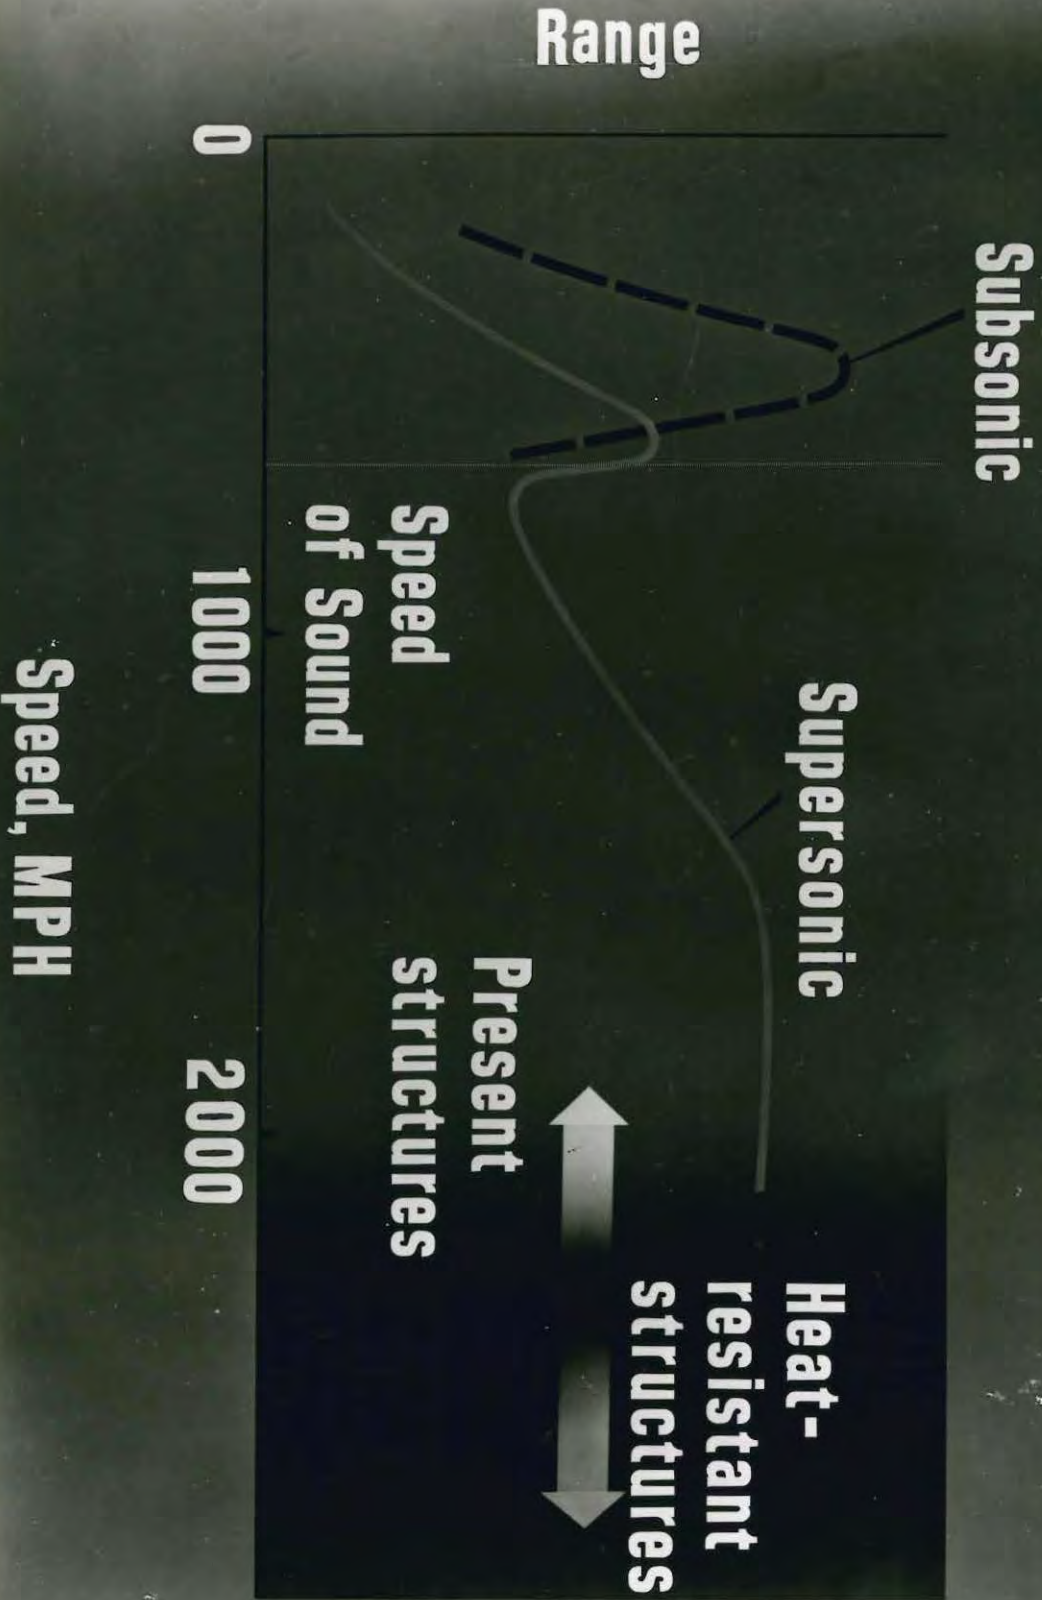 Range
Subsonic
Supersonic
Heat-
resistant
structures
Speed
of Sound
Present
structures
0
1000
2000
Speed, MPH